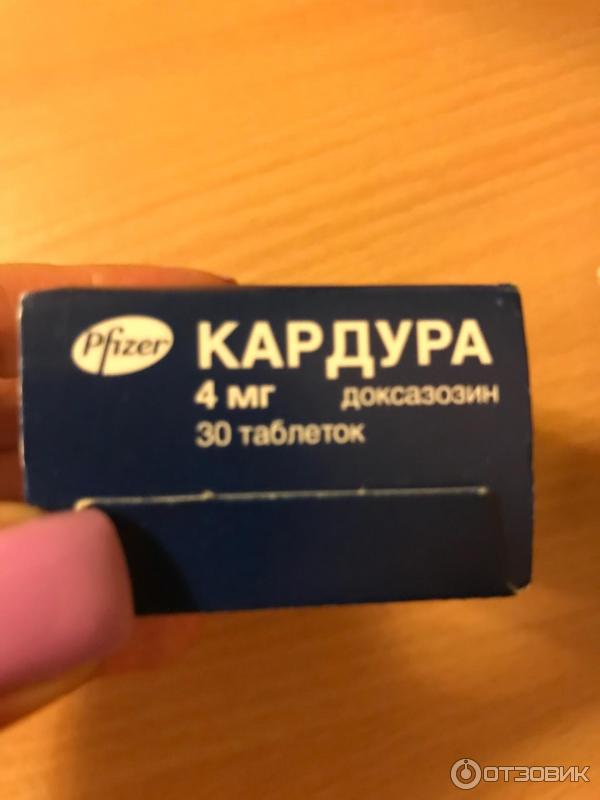 Pfizer
КАРДУРА
4 мг доксазозин
30 таблеток
ОТЗОВИК